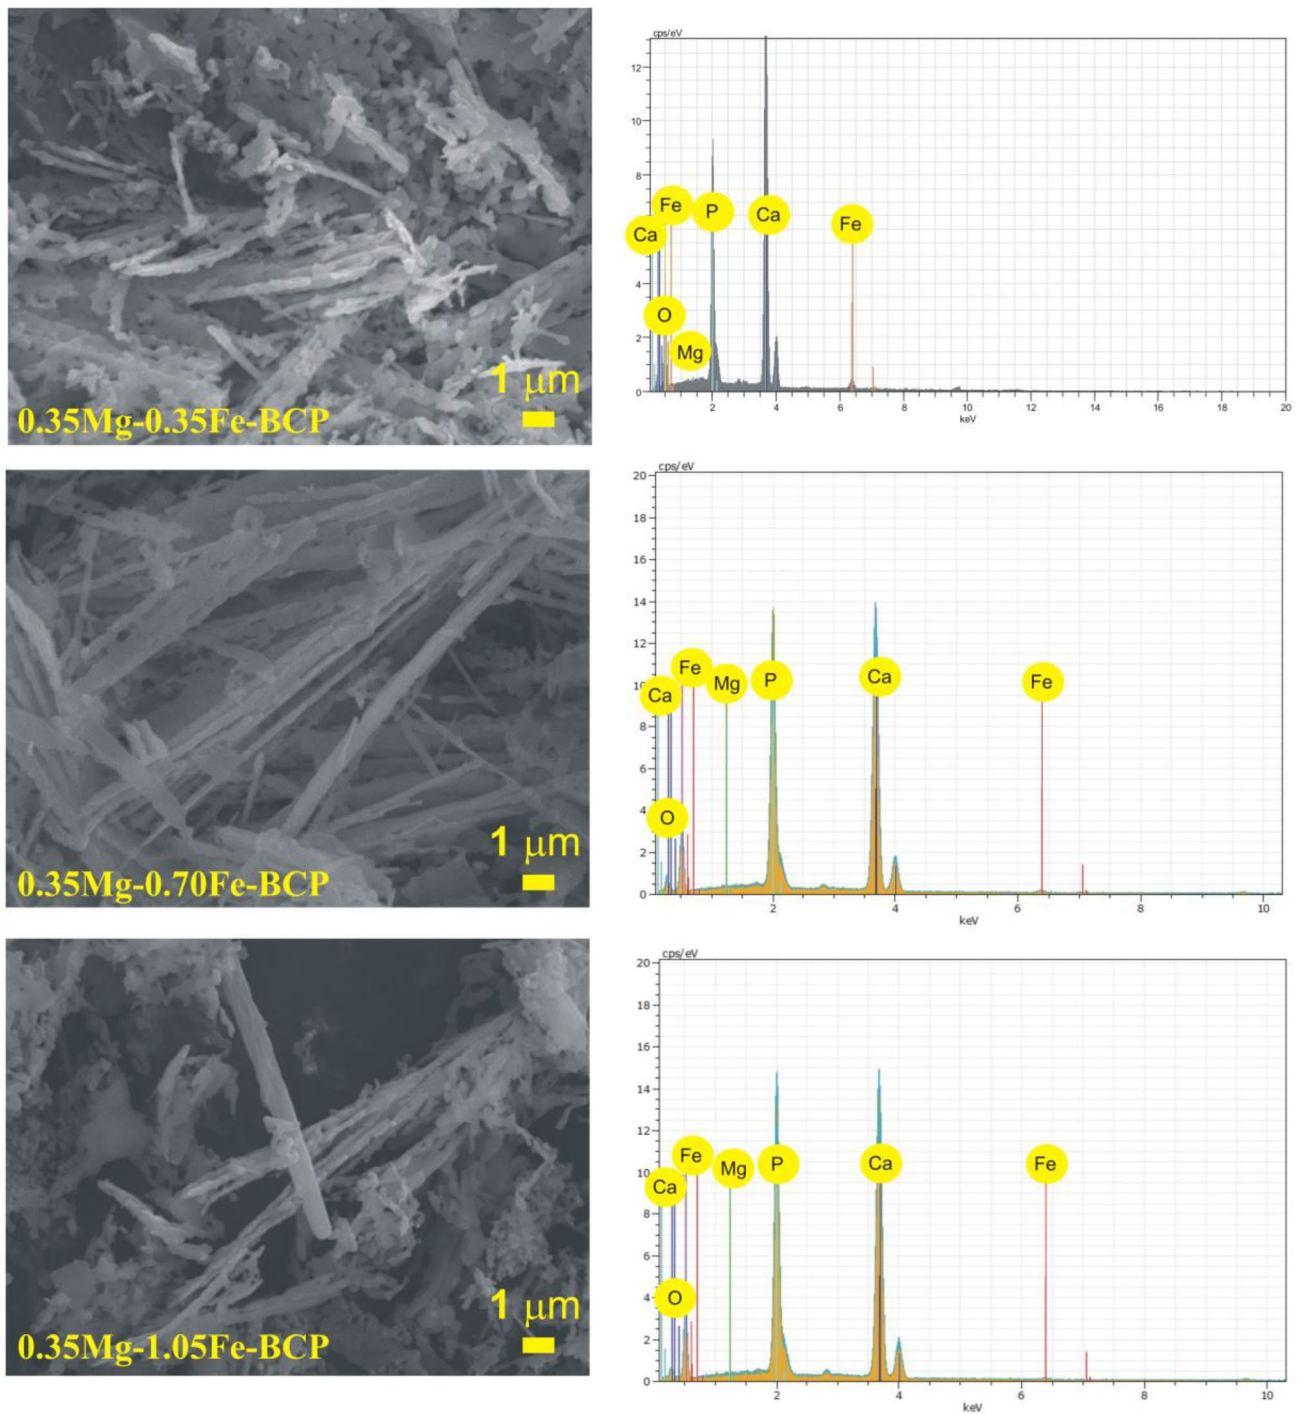 cps/eV
12
10
8
4
2
0
Ca
Fe
P
Ca
Fe
O
Mg
2 4 6 8 10 12 14 16 18 20
keV
1 μm
0.35Mg-0.35Fe-BCP
cps/eV
20
18
16
14
12
10
8
6
4
2
0
Ca
Fe
Mg
P
Ca
Fe
O
2 4 6 8 10
keV
1 μm
0.35Mg-0.70Fe-BCP
cps/eV
20
18
16
14
12
10
8
6
4
2
0
Ca
Fe
Mg
P
Ca
Fe
O
2 4 6 8 10
keV
1 μm
0.35Mg-1.05Fe-BCP